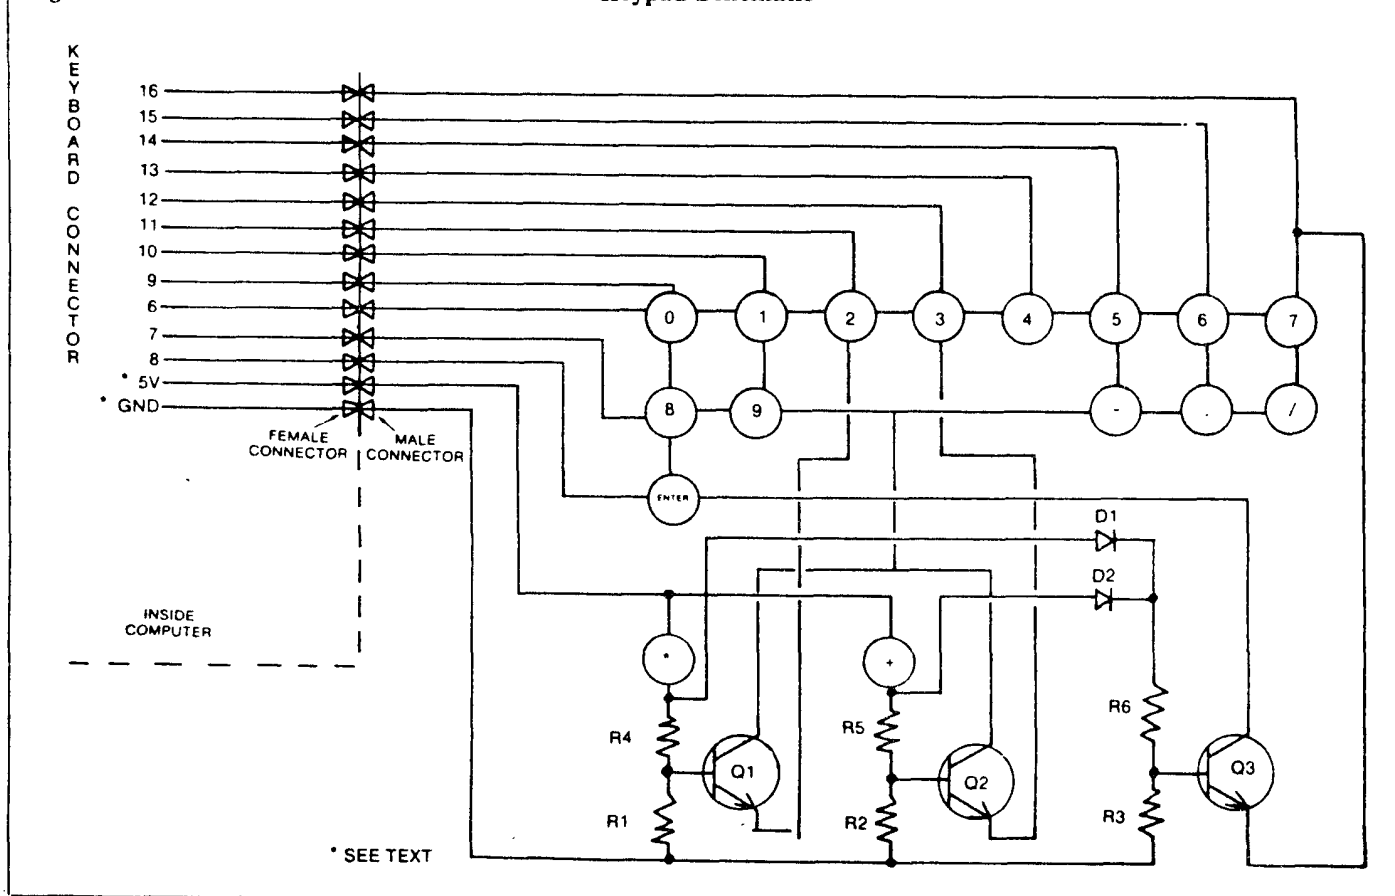 KEYBOARD CONNECTOR
16
15
14
13
12
11
10
9
6
7
8
* 5V
* GND
FEMALE
CONNECTOR
MALE
CONNECTOR
0
1
2
3
4
5
6
7
8
9
-
.
/
ENTER
D1
D2
INSIDE
COMPUTER
*
+
R4
R5
R6
Q1
Q2
Q3
R1
R2
R3
* SEE TEXT